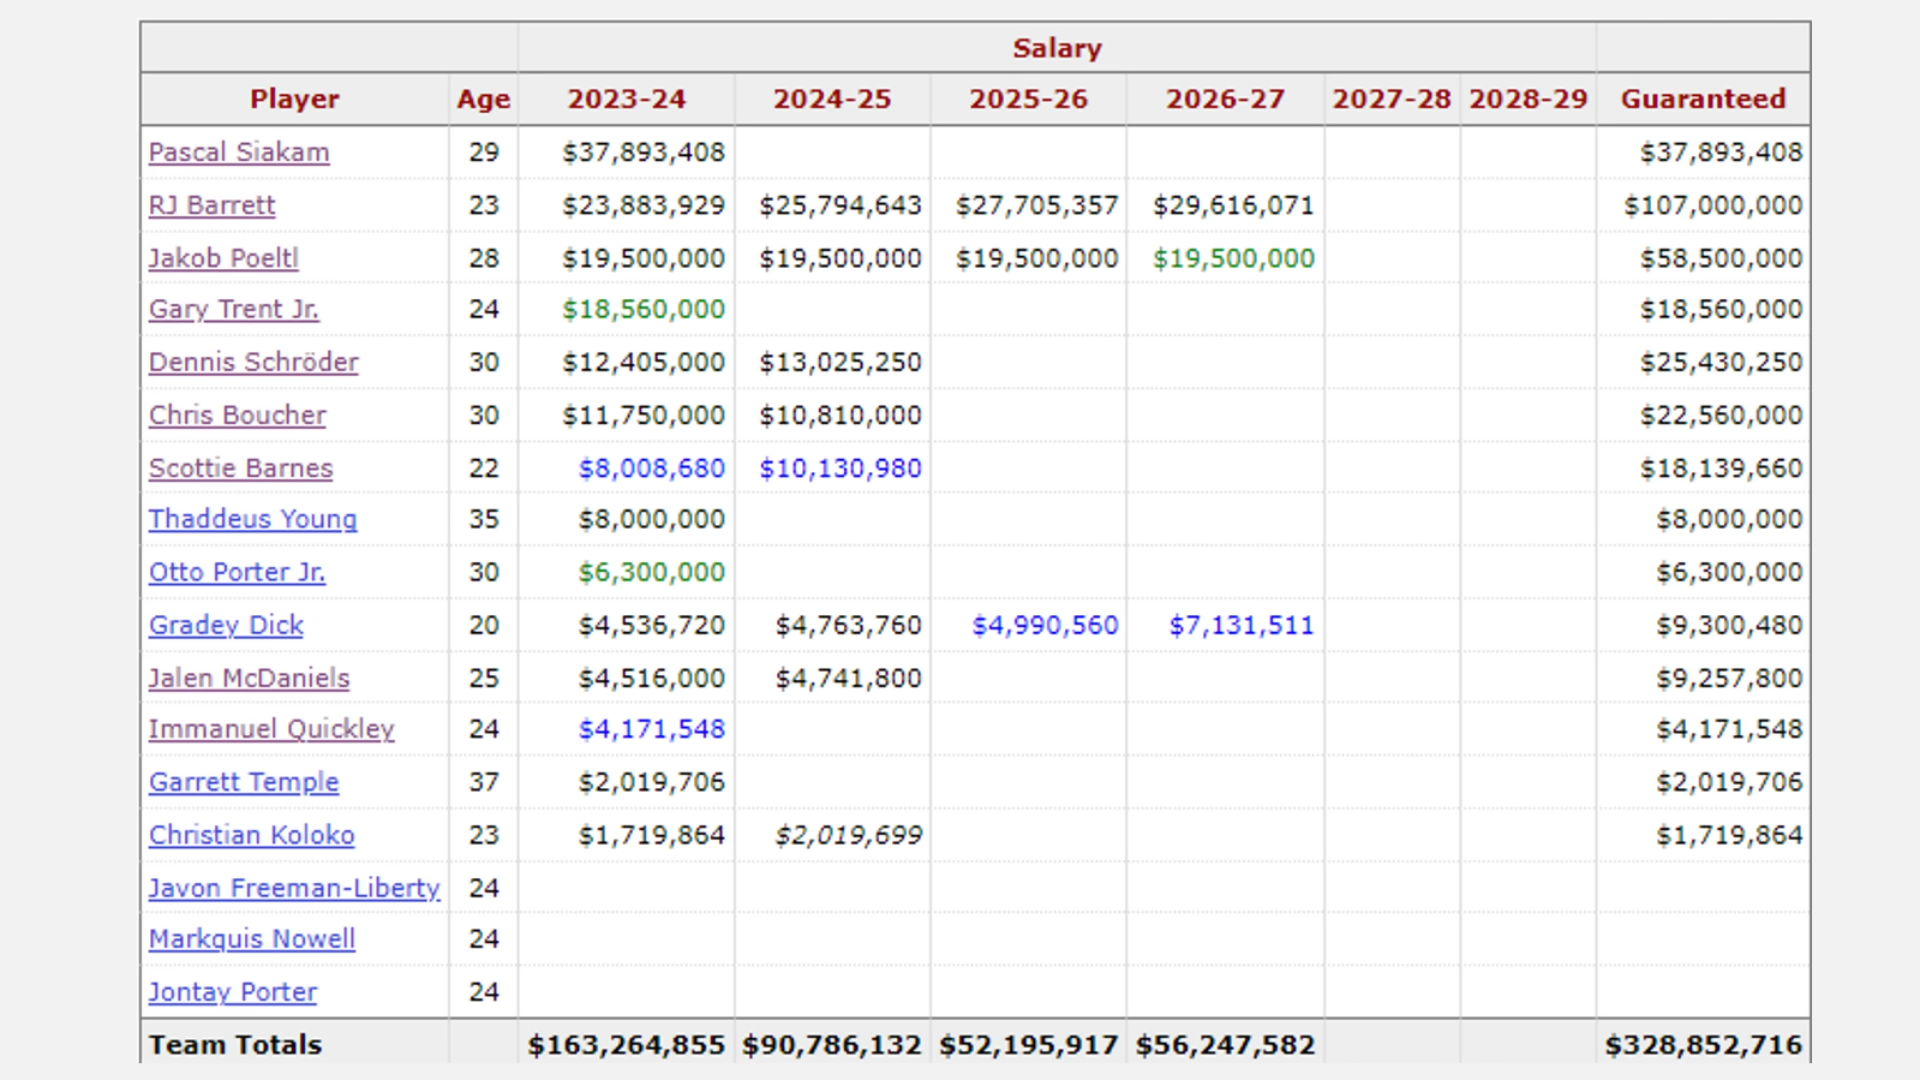 Salary
Player Age 2023-24 2024-25 2025-26 2026-27 2027-28 2028-29 Guaranteed
Pascal Siakam 29 $37,893,408 $37,893,408
RJ Barrett 23 $23,883,929 $25,794,643 $27,705,357 $29,616,071 $107,000,000
Jakob Poeltl 28 $19,500,000 $19,500,000 $19,500,000 $19,500,000 $58,500,000
Gary Trent Jr. 24 $18,560,000 $18,560,000
Dennis Schröder 30 $12,405,000 $13,025,250 $25,430,250
Chris Boucher 30 $11,750,000 $10,810,000 $22,560,000
Scottie Barnes 22 $8,008,680 $10,130,980 $18,139,660
Thaddeus Young 35 $8,000,000 $8,000,000
Otto Porter Jr. 30 $6,300,000 $6,300,000
Gradey Dick 20 $4,536,720 $4,763,760 $4,990,560 $7,131,511 $9,300,480
Jalen McDaniels 25 $4,516,000 $4,741,800 $9,257,800
Immanuel Quickley 24 $4,171,548 $4,171,548
Garrett Temple 37 $2,019,706 $2,019,706
Christian Koloko 23 $1,719,864 $2,019,699 $1,719,864
Javon Freeman-Liberty 24
Markquis Nowell 24
Jontay Porter 24
Team Totals $163,264,855 $90,786,132 $52,195,917 $56,247,582 $328,852,716